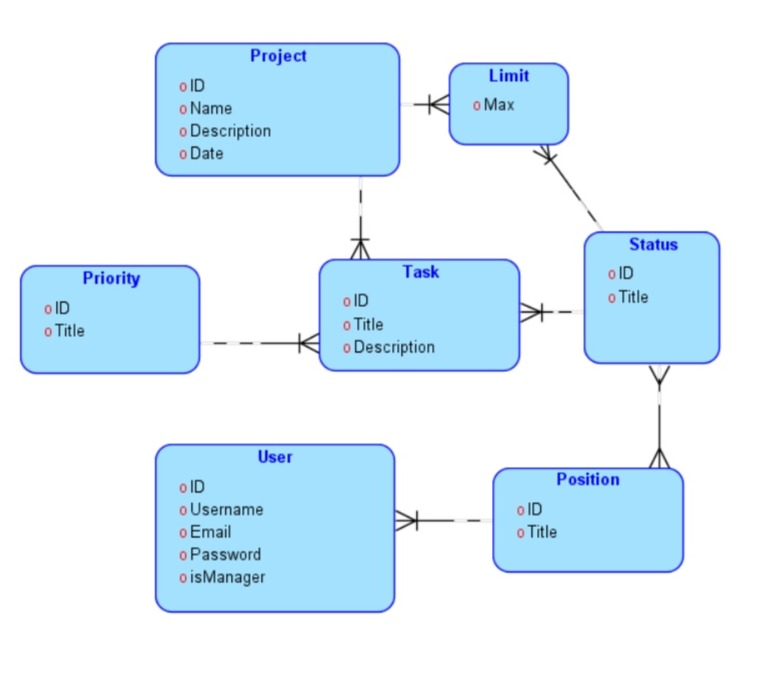 Project
o ID
o Name
o Description
o Date
Limit
o Max
Status
o ID
o Title
Priority
o ID
o Title
Task
o ID
o Title
o Description
User
o ID
o Username
o Email
o Password
o isManager
Position
o ID
o Title